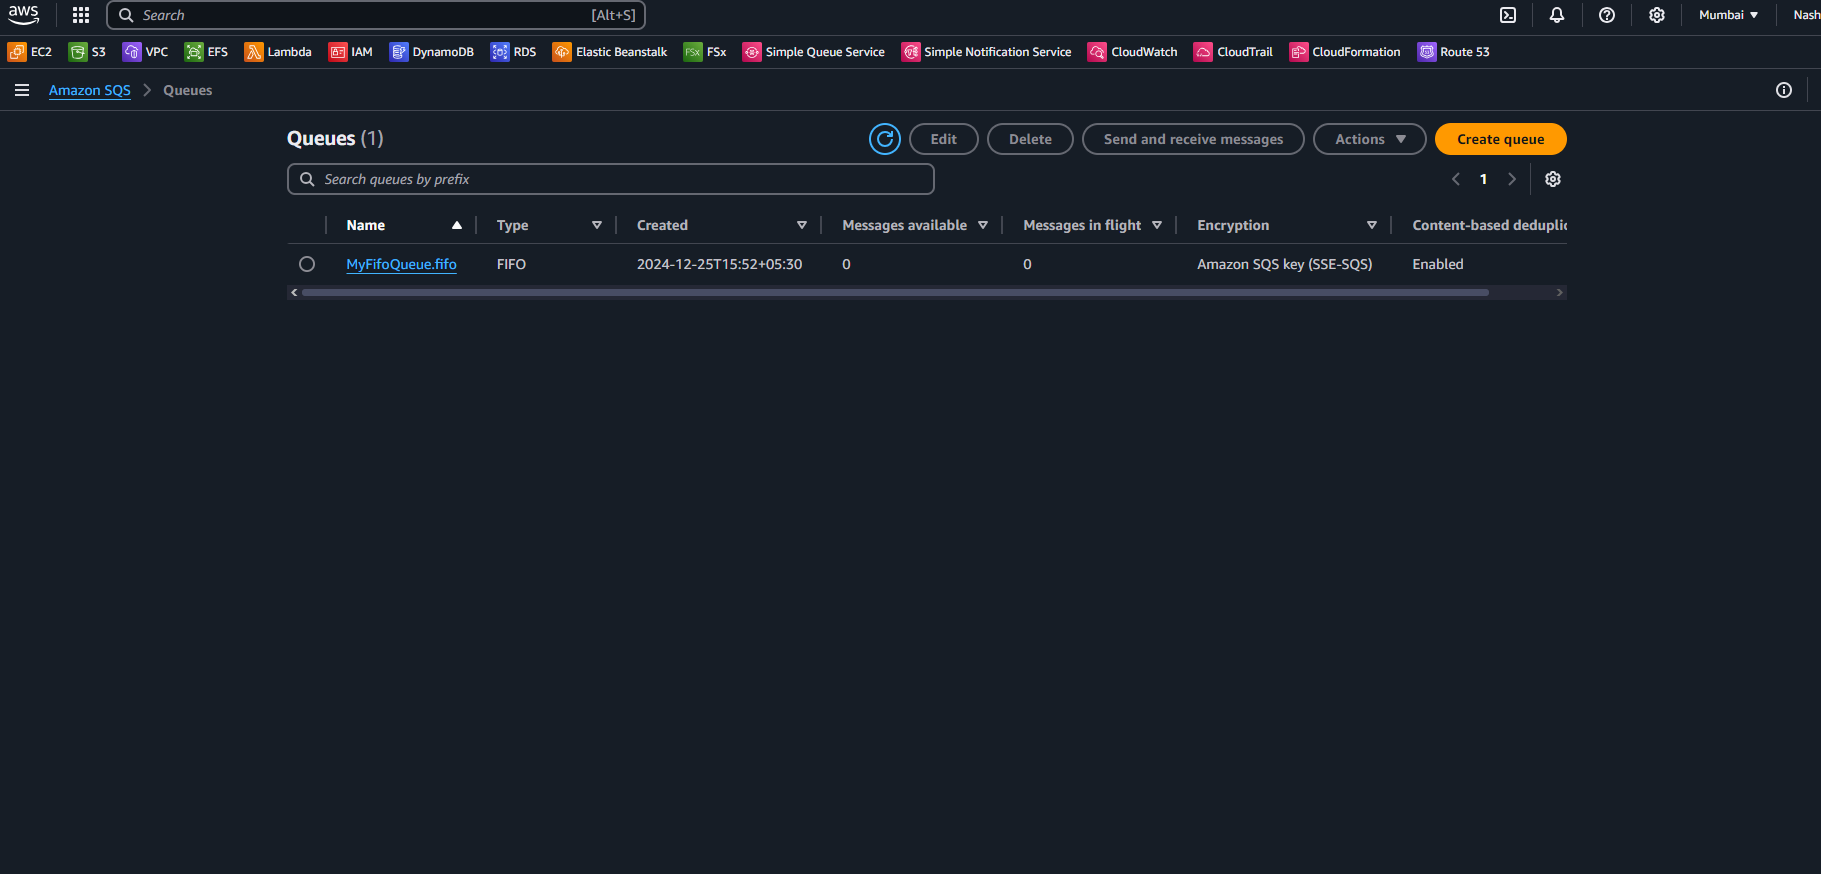 aws Search [Alt+S] Mumbai Nash
EC2 S3 VPC EFS Lambda IAM DynamoDB RDS Elastic Beanstalk FSx FSx Simple Queue Service Simple Notification Service CloudWatch CloudTrail CloudFormation Route 53
Amazon SQS Queues
Queues (1) Edit Delete Send and receive messages Actions Create queue
Search queues by prefix 1
Name Type Created Messages available Messages in flight Encryption Content-based deduplic
MyFifoQueue.fifo FIFO 2024-12-25T15:52+05:30 0 0 Amazon SQS key (SSE-SQS) Enabled